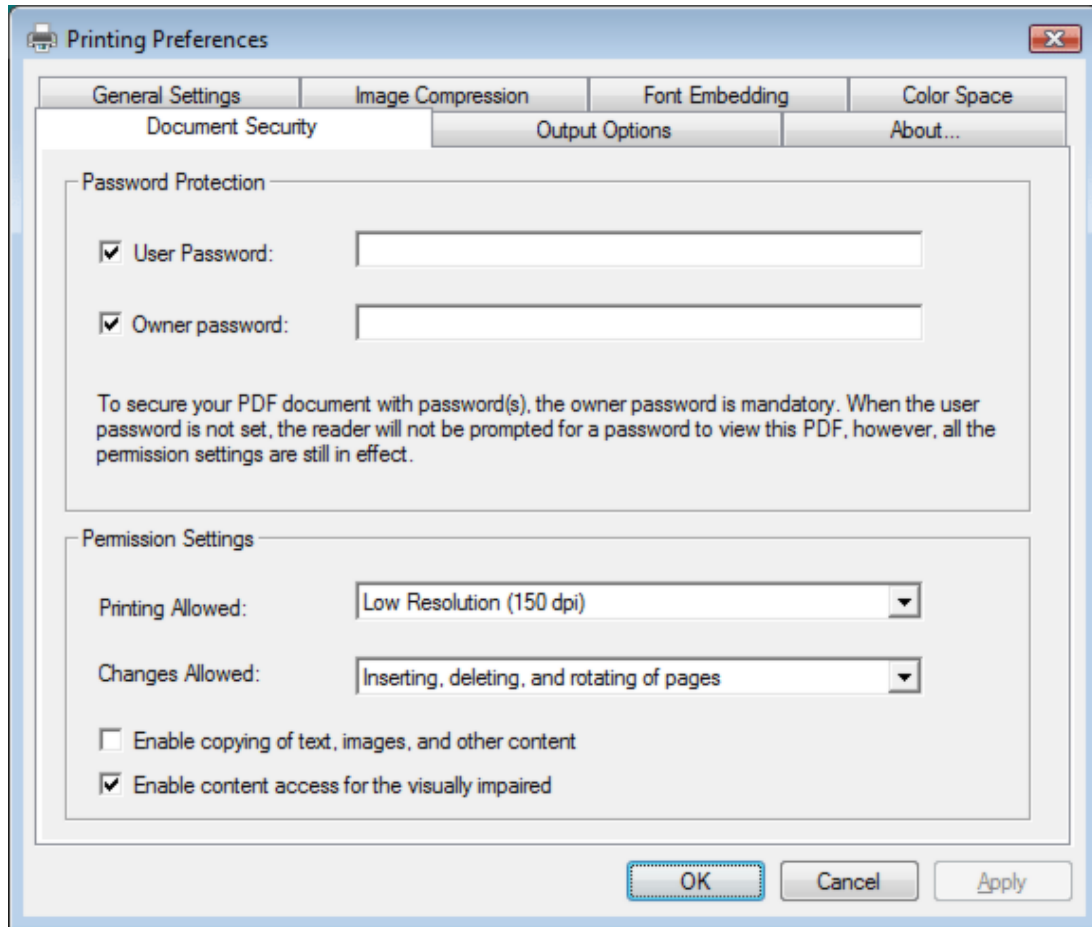 Printing Preferences
General Settings Image Compression Font Embedding Color Space
Document Security Output Options About...
Password Protection
User Password:
Owner password:
To secure your PDF document with password(s), the owner password is mandatory. When the user
password is not set, the reader will not be prompted for a password to view this PDF, however, all the
permission settings are still in effect.
Permission Settings
Printing Allowed: Low Resolution (150 dpi)
Changes Allowed: Inserting, deleting, and rotating of pages
Enable copying of text, images, and other content
Enable content access for the visually impaired
OK Cancel Apply